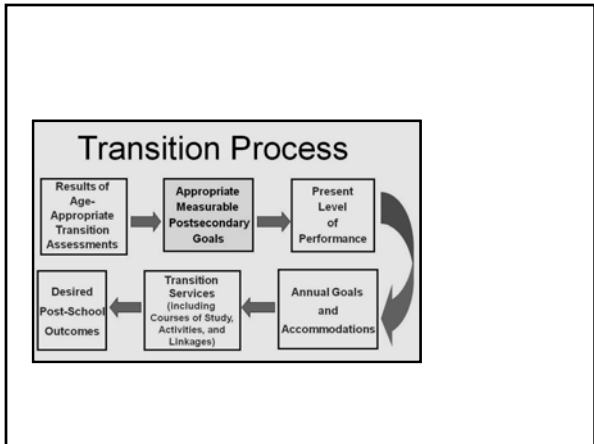 Transition Process
Results of
Age-
Appropriate
Transition
Assessments
Appropriate
Measurable
Postsecondary
Goals
Present
Level
of
Performance
Desired
Post-School
Outcomes
Transition
Services
(including
Courses of Study,
Activities, and
Linkages)
Annual Goals
and
Accommodations